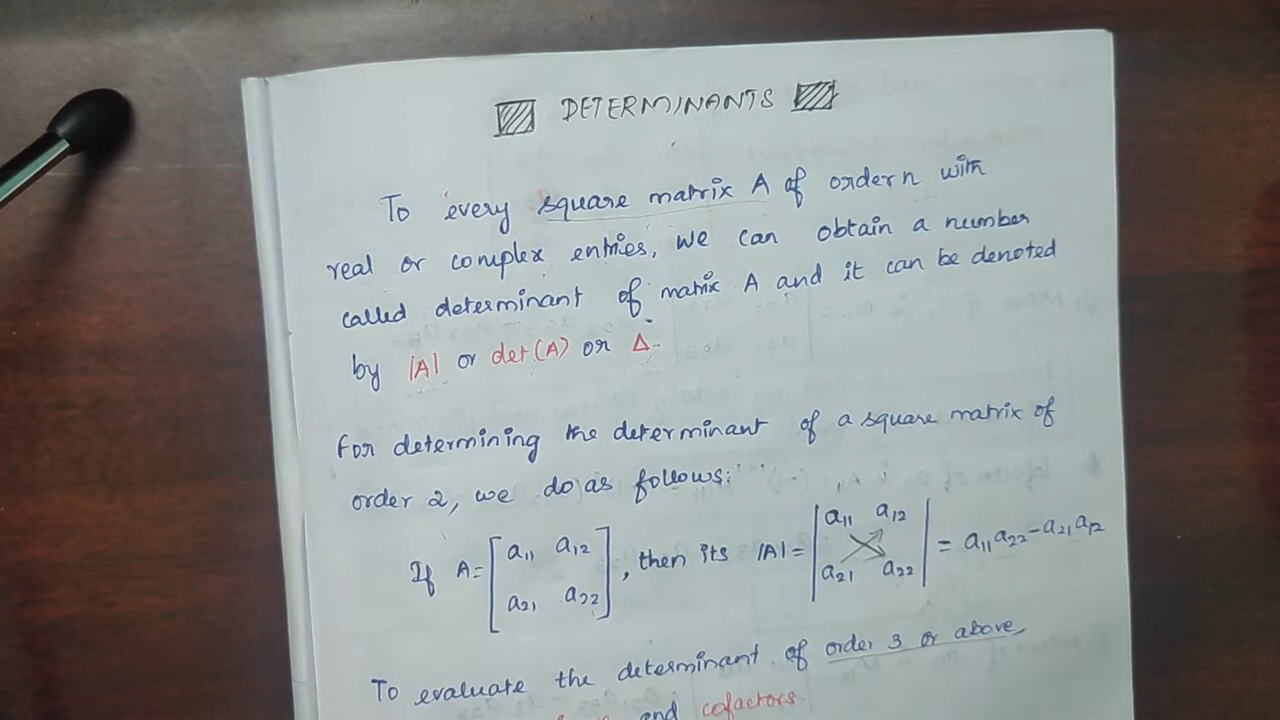 DETERMINANTS
To every square matrix A of order n with
real or complex entries, we can obtain a number
called determinant of matrix A and it can be denoted
by |A| or det(A) or Δ.
For determining the determinant of a square matrix of
order 2, we do as follows:
If A = [a₁₁ a₁₂ a₂₁ a₂₂], then its |A| = |a₁₁ a₁₂ a₂₁ a₂₂| = a₁₁a₂₂-a₂₁a₁₂
To evaluate the determinant of order 3 or above,
and cofactors